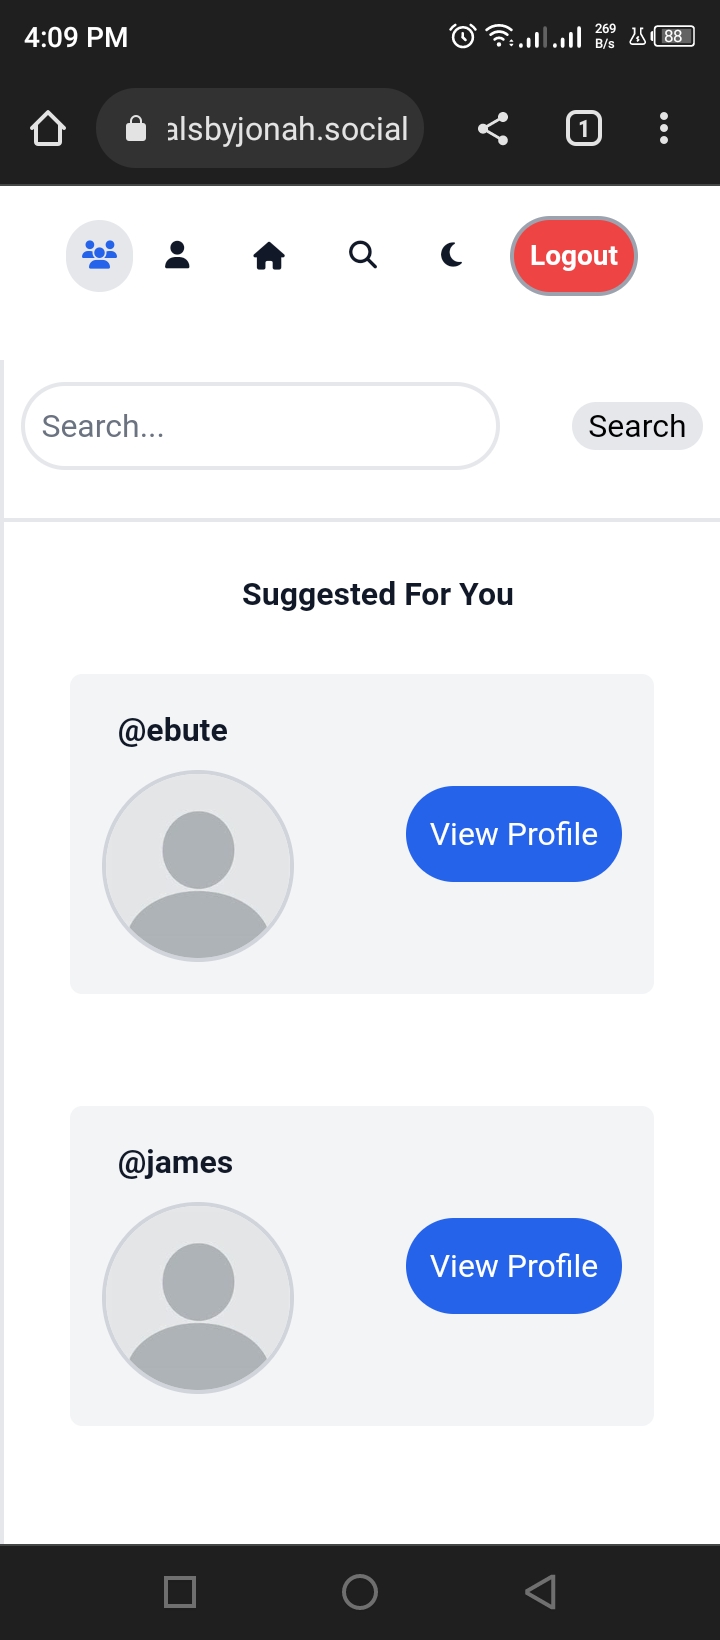 4:09 PM
269
B/s
88
alsbyjonah.social
1
Logout
Search...
Search
Suggested For You
@ebute
View Profile
@james
View Profile